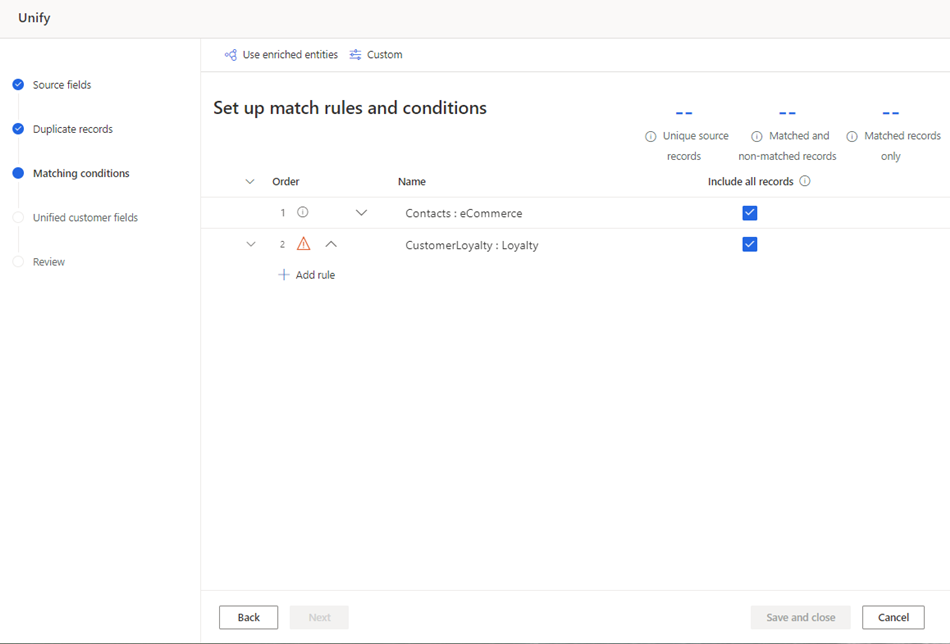 Unify
Source fields
Duplicate records
Matching conditions
Unified customer fields
Review
Use enriched entities Custom
Set up match rules and conditions
-- -- --
Unique source records
Matched and non-matched records
Matched records only
Order Name Include all records
1 Contacts : eCommerce
2 CustomerLoyalty : Loyalty
Add rule
Back Next Save and close Cancel